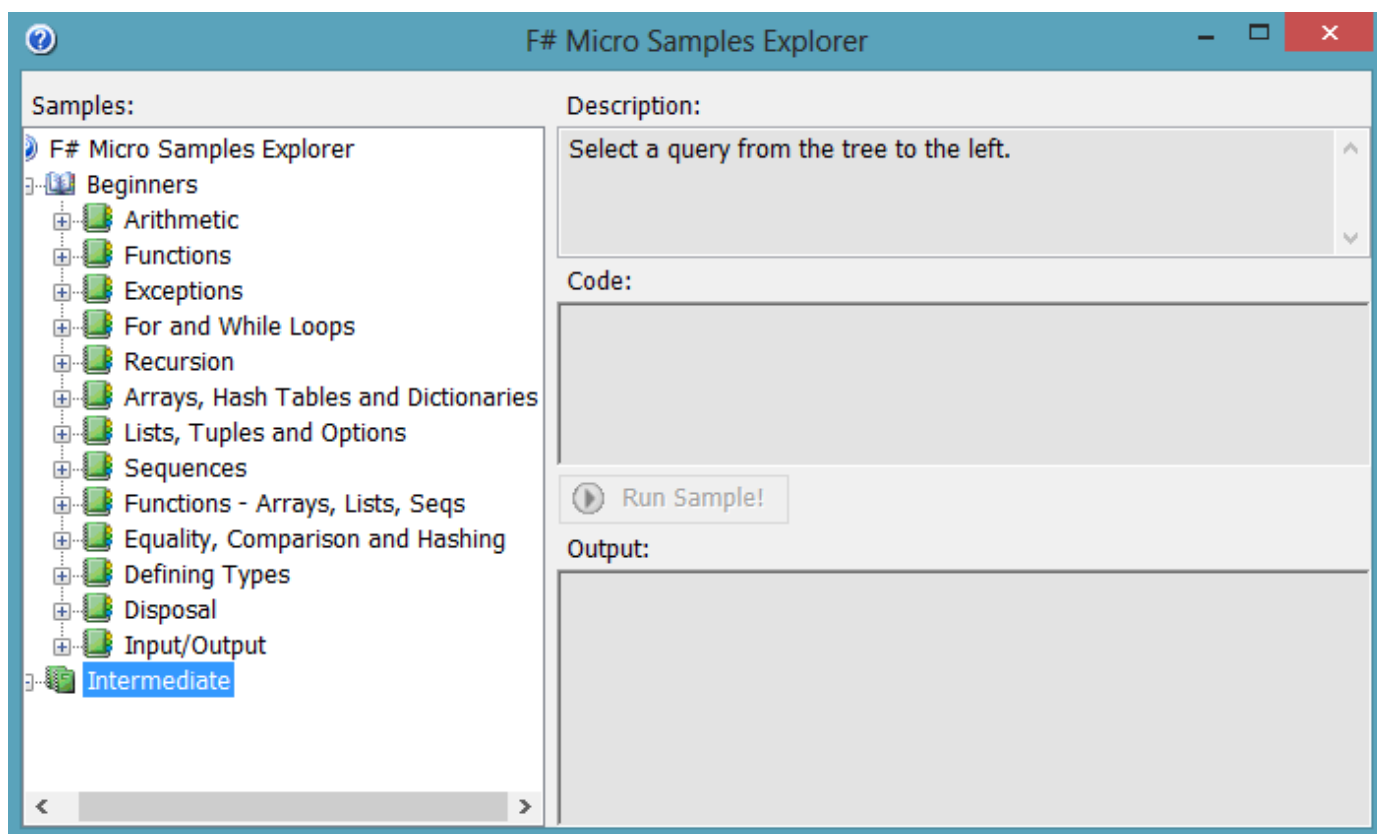 F# Micro Samples Explorer
Samples:
F# Micro Samples Explorer
Beginners
Arithmetic
Functions
Exceptions
For and While Loops
Recursion
Arrays, Hash Tables and Dictionaries
Lists, Tuples and Options
Sequences
Functions - Arrays, Lists, Seqs
Equality, Comparison and Hashing
Defining Types
Disposal
Input/Output
Intermediate
Description:
Select a query from the tree to the left.
Code:
Run Sample!
Output: